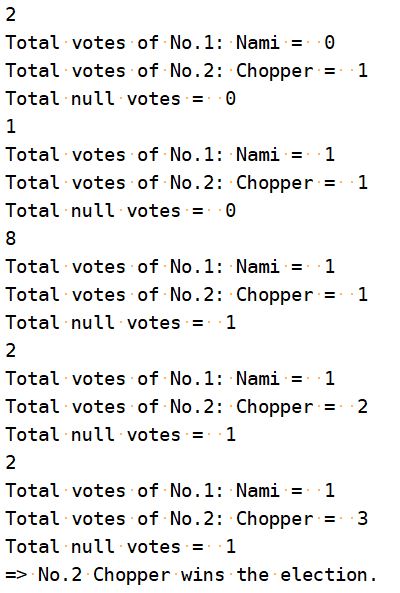 2
Total votes of No.1: Nami =  0
Total votes of No.2: Chopper =  1
Total null votes =  0
1
Total votes of No.1: Nami =  1
Total votes of No.2: Chopper =  1
Total null votes =  0
8
Total votes of No.1: Nami =  1
Total votes of No.2: Chopper =  1
Total null votes =  1
2
Total votes of No.1: Nami =  1
Total votes of No.2: Chopper =  2
Total null votes =  1
2
Total votes of No.1: Nami =  1
Total votes of No.2: Chopper =  3
Total null votes =  1
=> No.2 Chopper wins the election.